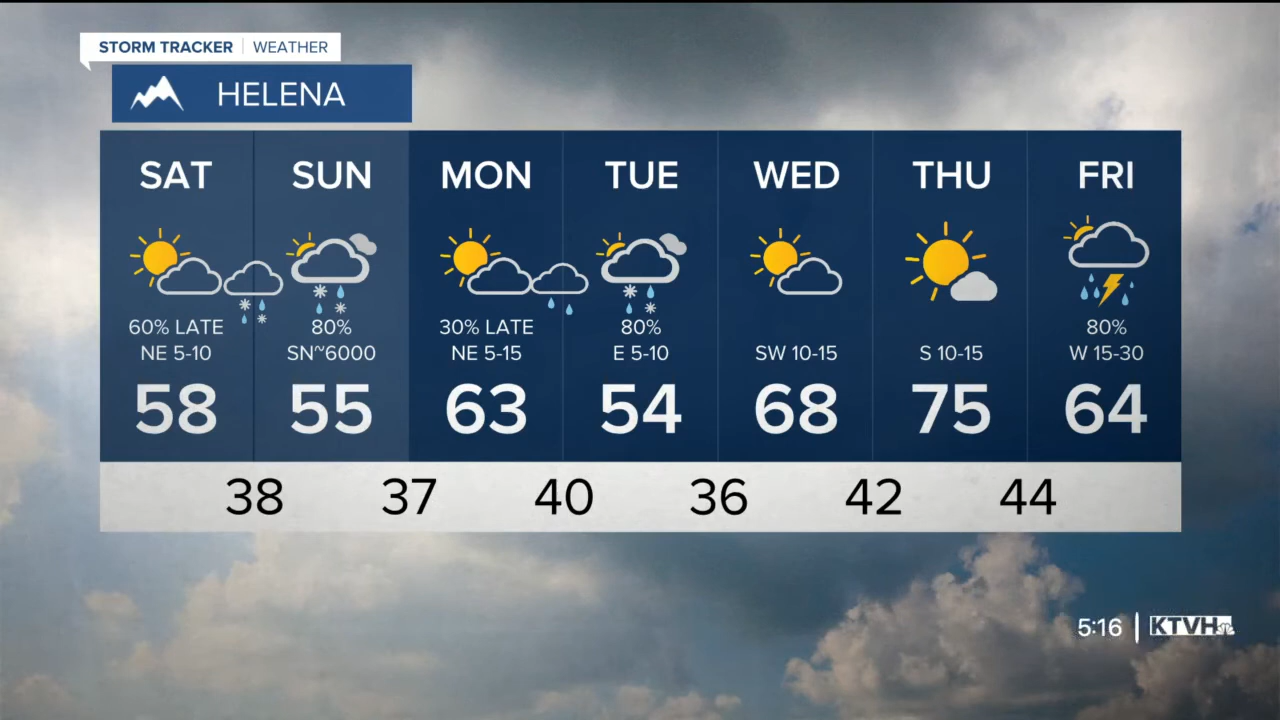 STORM TRACKER | WEATHER
HELENA
SAT SUN MON TUE WED THU FRI
60% LATE 80% 30% LATE 80% 80%
NE 5-10 SN~6000 NE 5-15 E 5-10 SW 10-15 S 10-15 W 15-30
58 55 63 54 68 75 64
38 37 40 36 42 44
5:16 | KTVH